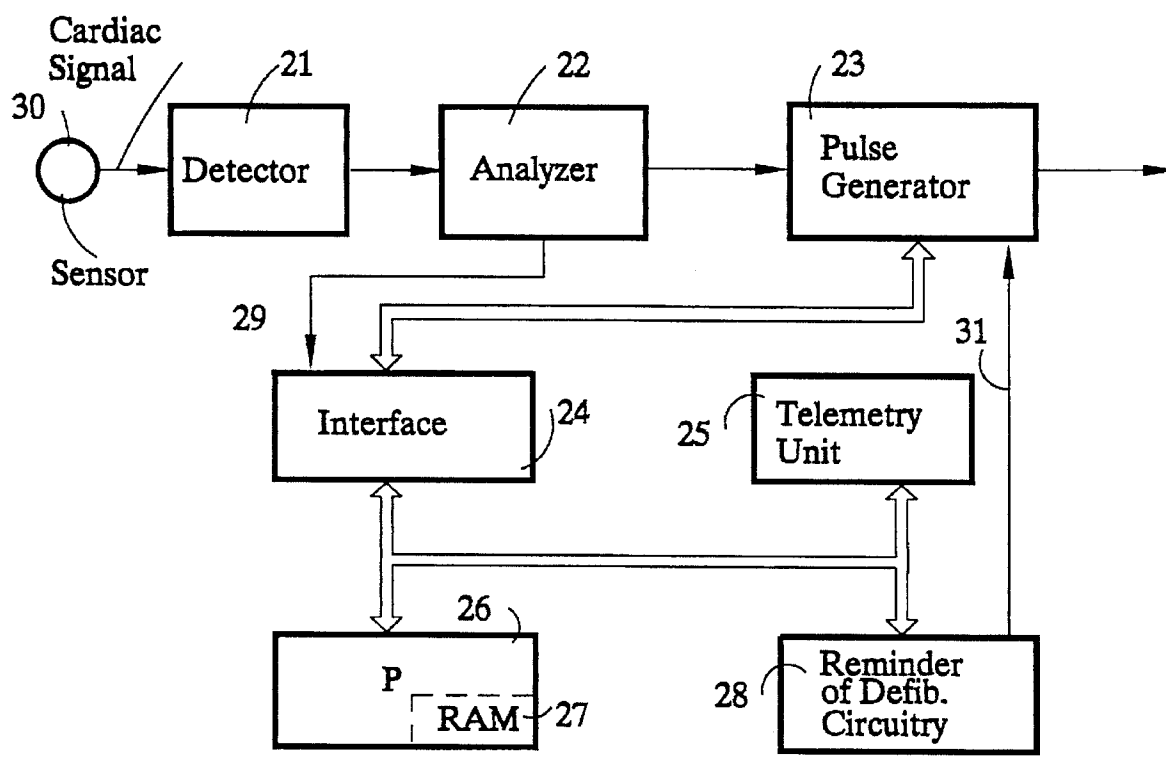 Cardiac
Signal
30
21
22
23
Detector
Analyzer
Pulse
Generator
Sensor
29
31
Interface
24
25
Telemetry
Unit
26
P
RAM
27
28
Reminder
of Defib.
Circuitry